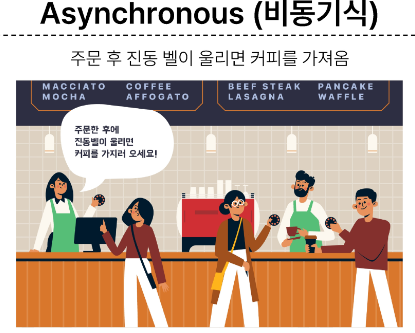 Asynchronous (비동기식)
주문 후 진동 벨이 울리면 커피를 가져옴
MACCIATO COFFEE BEEF STEAK PANCAKE
MOCHA AFFOGATO LASAGNA WAFFLE
주문한 후에
진동벨이 울리면
커피를 가지러 오세요!